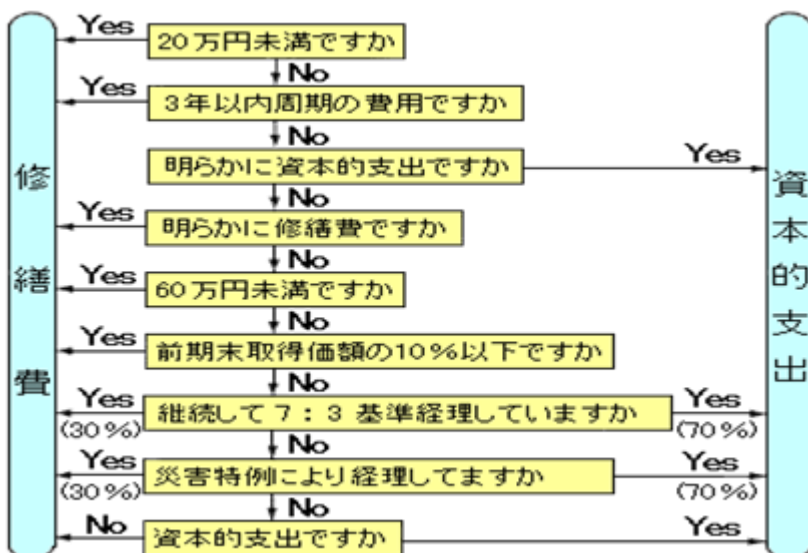 Yes
20万円未満ですか
No
Yes
3年以内周期の費用ですか
No
明らかに資本的支出ですか
Yes
No
Yes
明らかに修繕費ですか
No
Yes
60万円未満ですか
No
Yes
前期末取得価額の10%以下ですか
No
Yes
(30%)
継続して7:3 基準経理していますか
Yes
(70%)
No
Yes
(30%)
災害特例により経理してますか
Yes
(70%)
No
No
資本的支出ですか
Yes
修繕費
資本的支出